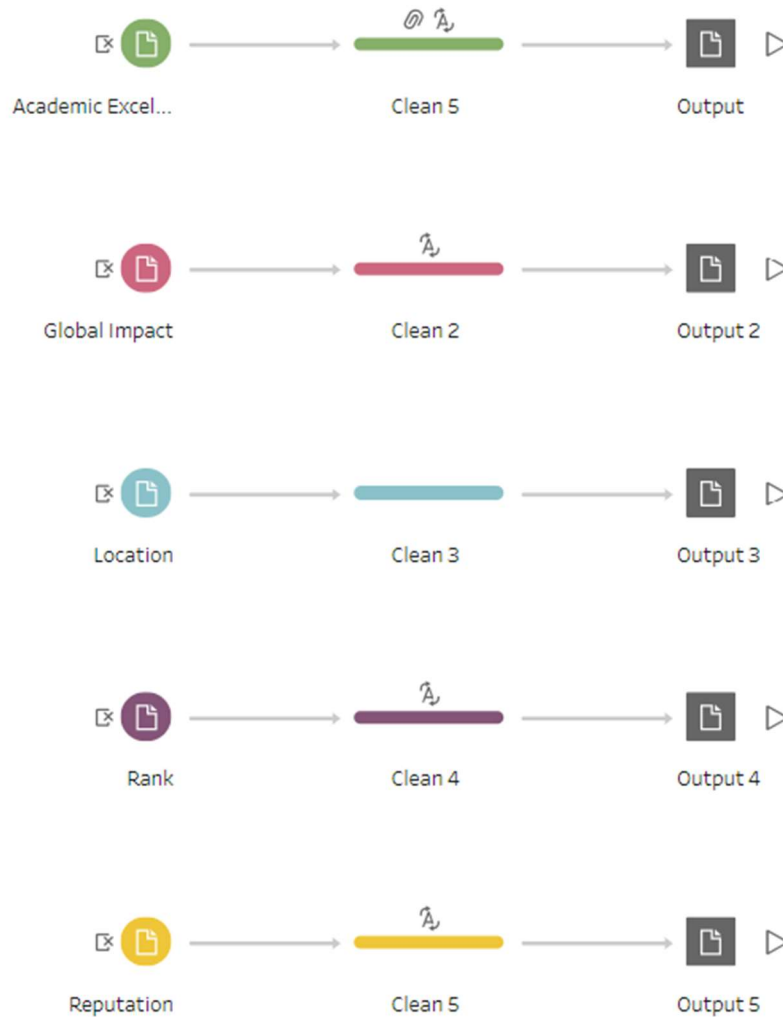 Academic Excel... Clean 5 Output
Global Impact Clean 2 Output 2
Location Clean 3 Output 3
Rank Clean 4 Output 4
Reputation Clean 5 Output 5